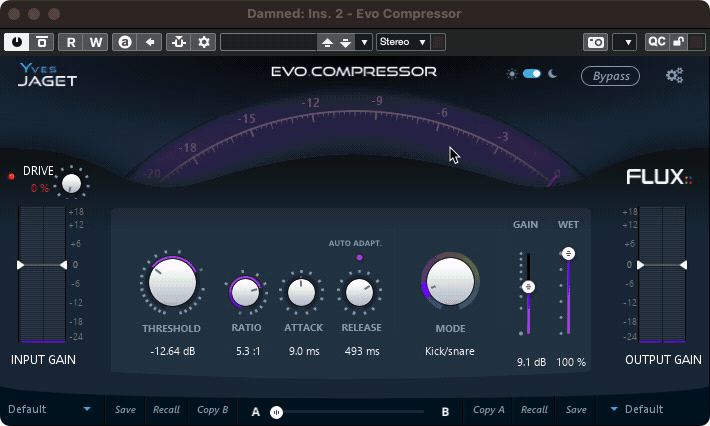 Damned: Ins. 2 - Evo Compressor
R W a Stereo QC
YVES
JAGET
EVO.COMPRESSOR
Bypass
-20 -18 -15 -12 -9 -6 -3 0
DRIVE
0 %
FLUX::
+18 +18
+12 +12
+6 +6
0 0
-6 -6
-12 -12
-18 -18
-24 -24
GAIN WET
AUTO ADAPT.
THRESHOLD RATIO ATTACK RELEASE MODE
-12.64 dB 5.3 :1 9.0 ms 493 ms Kick/snare
9.1 dB 100 %
INPUT GAIN OUTPUT GAIN
Default Save Recall Copy B A B Copy A Recall Save Default